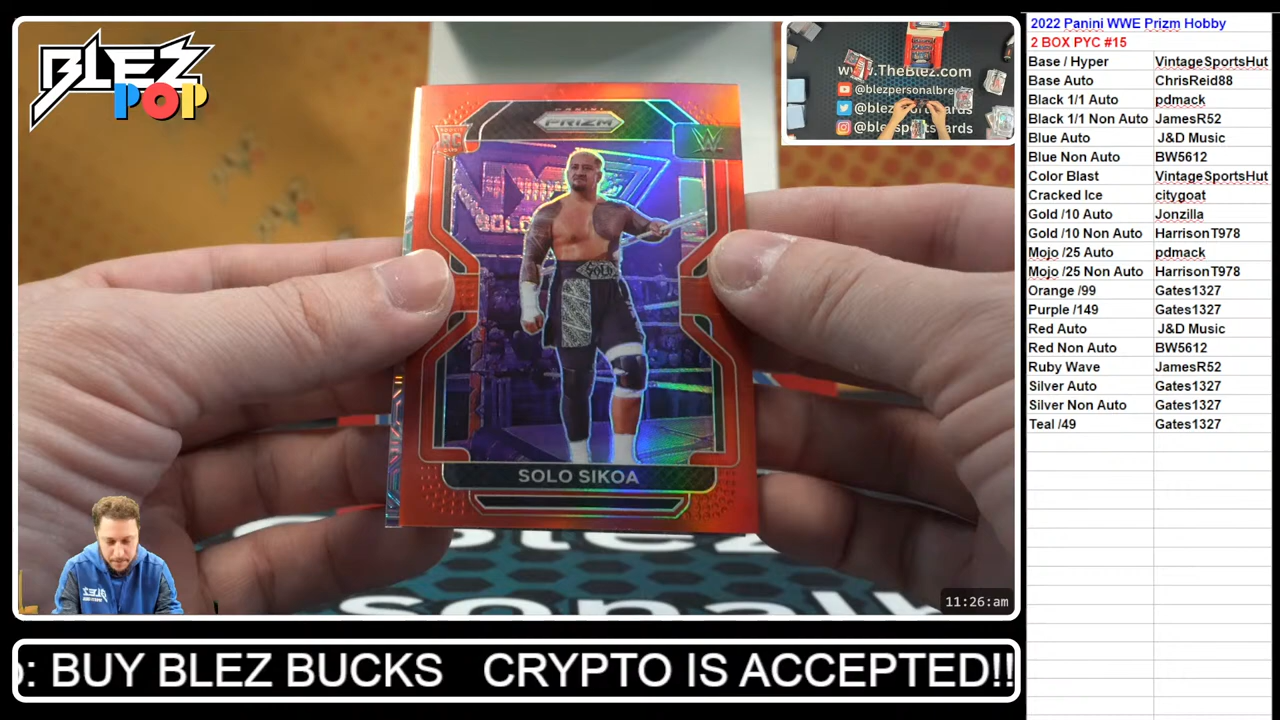 BLEZ
POP
www.TheBlez.com
PANINI
PRIZM
RC
W
SOLO
SOLO SIKOA
11:26am
: BUY BLEZ BUCKS CRYPTO IS ACCEPTED!!
2022 Panini WWE Prizm Hobby
2 BOX PYC #15
Base / Hyper VintageSportsHut
Base Auto ChrisReid88
Black 1/1 Auto pdmack
Black 1/1 Non Auto JamesR52
Blue Auto J&D Music
Blue Non Auto BW5612
Color Blast VintageSportsHut
Cracked Ice citygoat
Gold /10 Auto Jonzilla
Gold /10 Non Auto HarrisonT978
Mojo /25 Auto pdmack
Mojo /25 Non Auto HarrisonT978
Orange /99 Gates1327
Purple /149 Gates1327
Red Auto J&D Music
Red Non Auto BW5612
Ruby Wave JamesR52
Silver Auto Gates1327
Silver Non Auto Gates1327
Teal /49 Gates1327